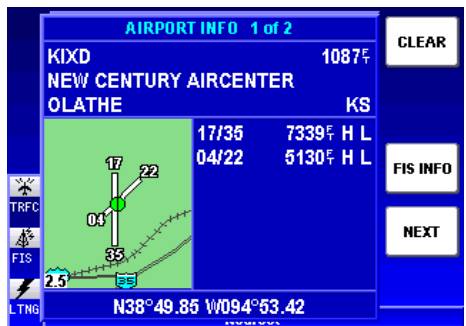 AIRPORT INFO 1 of 2
CLEAR
KIXD 1087FT
NEW CENTURY AIRCENTER
OLATHE KS
17/35 7339FT H L
04/22 5130FT H L
17
22
04
35
FIS INFO
TRFC
NEXT
FIS
2.5
35
LTNG
N38°49.85 W094°53.42